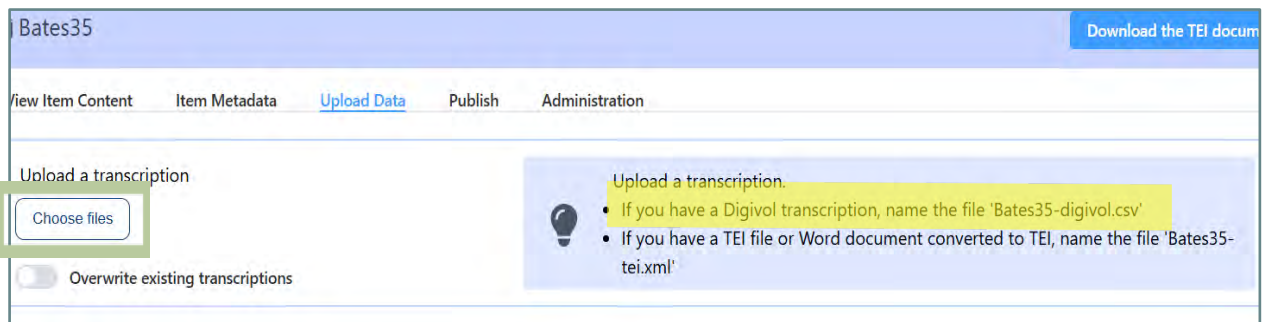 Bates35
Download the TEI docum
View Item Content Item Metadata Upload Data Publish Administration
Upload a transcription
Choose files
Overwrite existing transcriptions
Upload a transcription.
• If you have a Digivol transcription, name the file 'Bates35-digivol.csv'
• If you have a TEI file or Word document converted to TEI, name the file 'Bates35-
tei.xml'